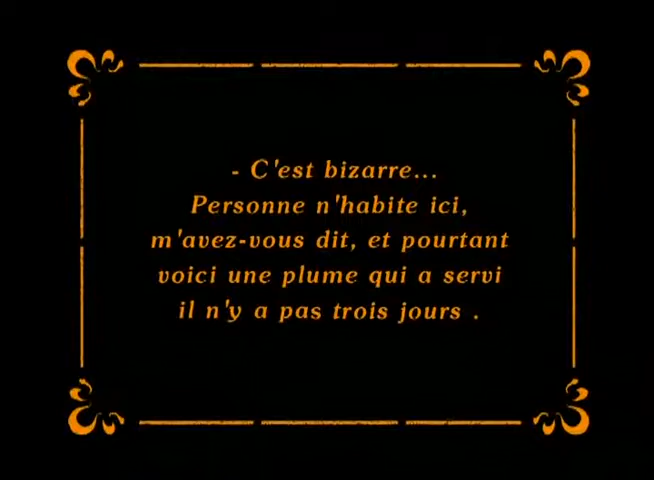 - C'est bizarre...
Personne n'habite ici,
m'avez-vous dit, et pourtant
voici une plume qui a servi
il n'y a pas trois jours .